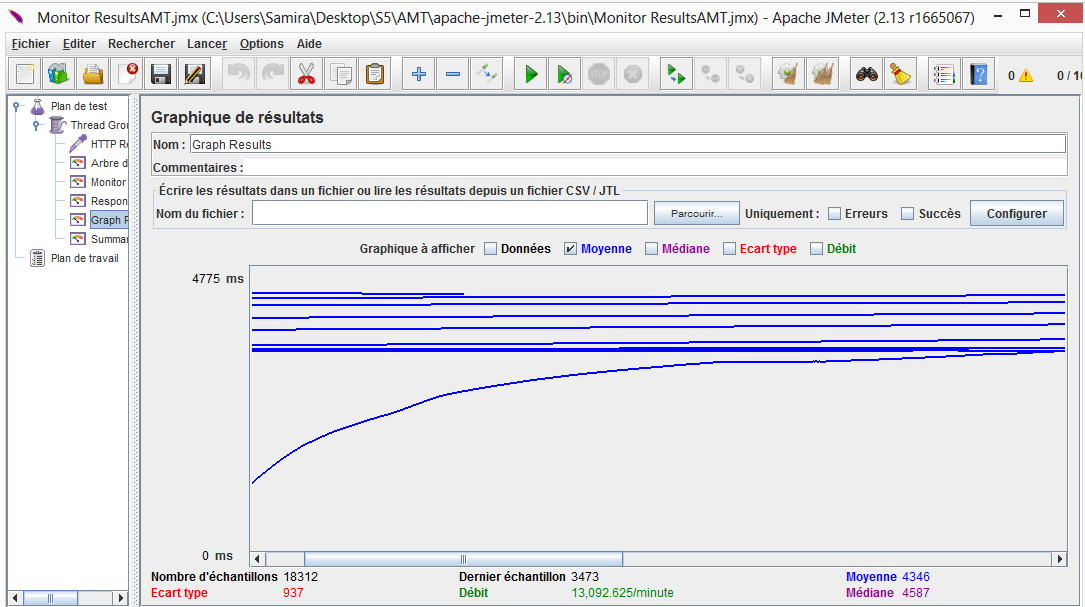 Monitor ResultsAMT.jmx (C:\Users\Samira\Desktop\S5\AMT\apache-jmeter-2.13\bin\Monitor ResultsAMT.jmx) - Apache JMeter (2.13 r1665067)
Fichier Editer Rechercher Lancer Options Aide
STOP 0 0 / 10
Plan de test
Thread Grou
HTTP Re
Arbre d
Monitor
Respon
Graph R
Summar
Plan de travail
Graphique de résultats
Nom : Graph Results
Commentaires :
Écrire les résultats dans un fichier ou lire les résultats depuis un fichier CSV / JTL
Nom du fichier : Parcourir... Uniquement : Erreurs Succès Configurer
Graphique à afficher Données Moyenne Médiane Ecart type Débit
4775 ms
0 ms
Nombre d'échantillons 18312 Dernier échantillon 3473 Moyenne 4346
Ecart type 937 Débit 13,092.625/minute Médiane 4587